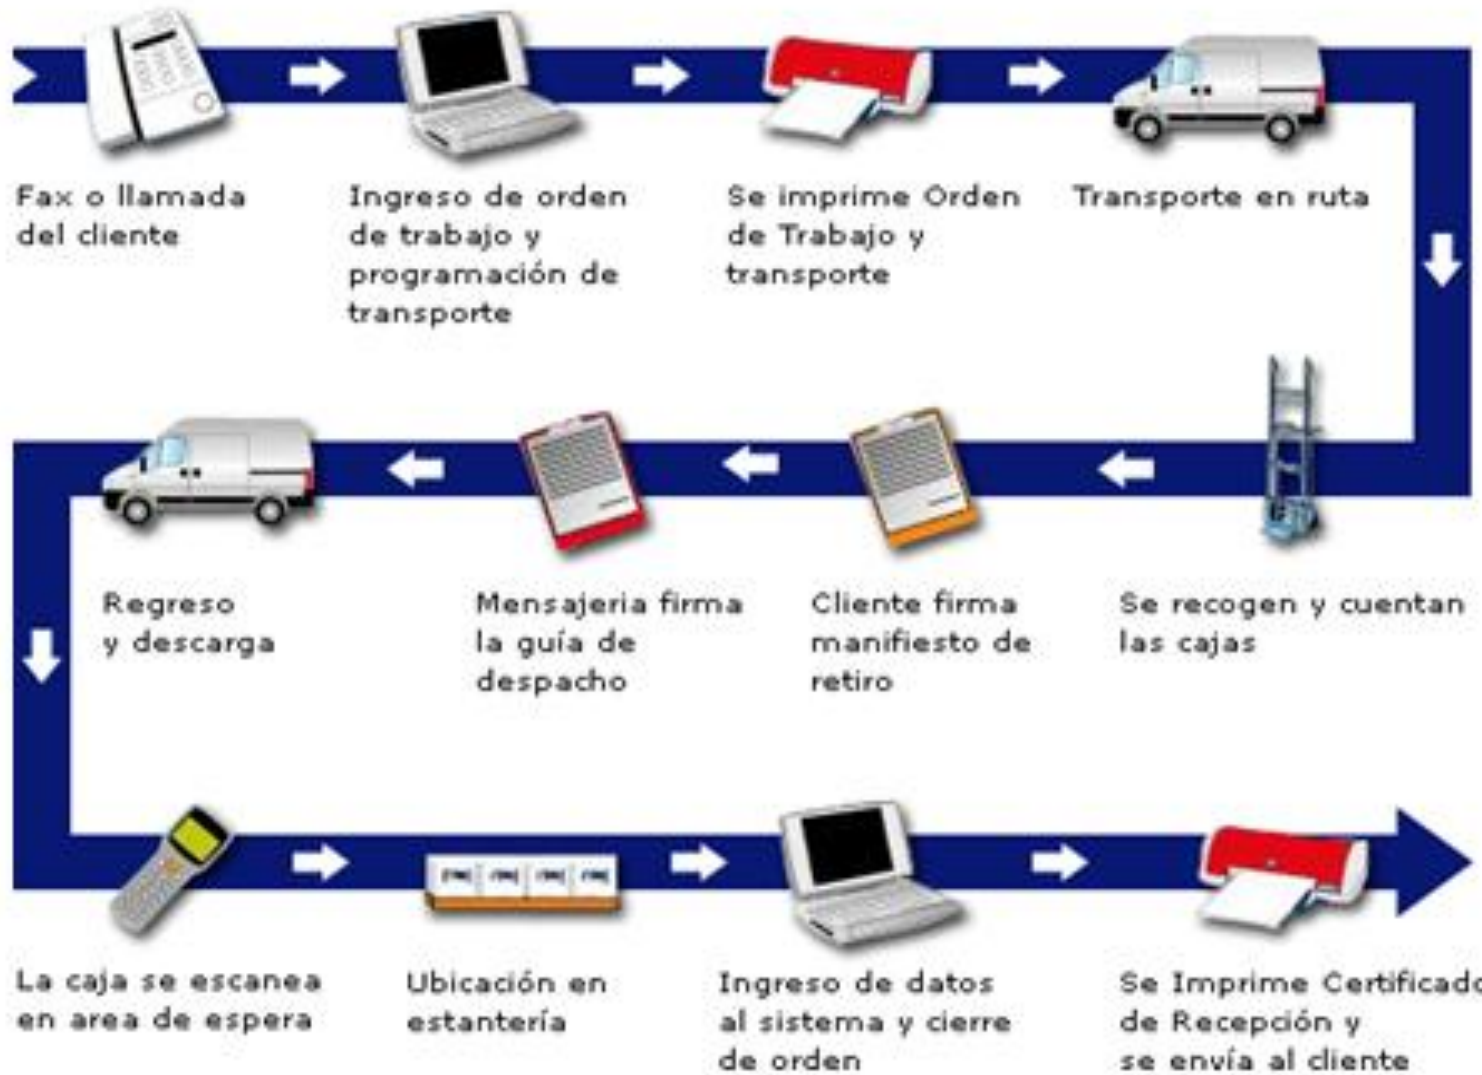 Fax o llamada
del cliente
Ingreso de orden
de trabajo y
programación de
transporte
Se imprime Orden
de Trabajo y
transporte
Transporte en ruta
Se recogen y cuentan
las cajas
Cliente firma
manifiesto de
retiro
Mensajeria firma
la guía de
despacho
Regreso
y descarga
La caja se escanea
en area de espera
Ubicación en
estantería
Ingreso de datos
al sistema y cierre
de orden
Se Imprime Certificado
de Recepción y
se envía al cliente